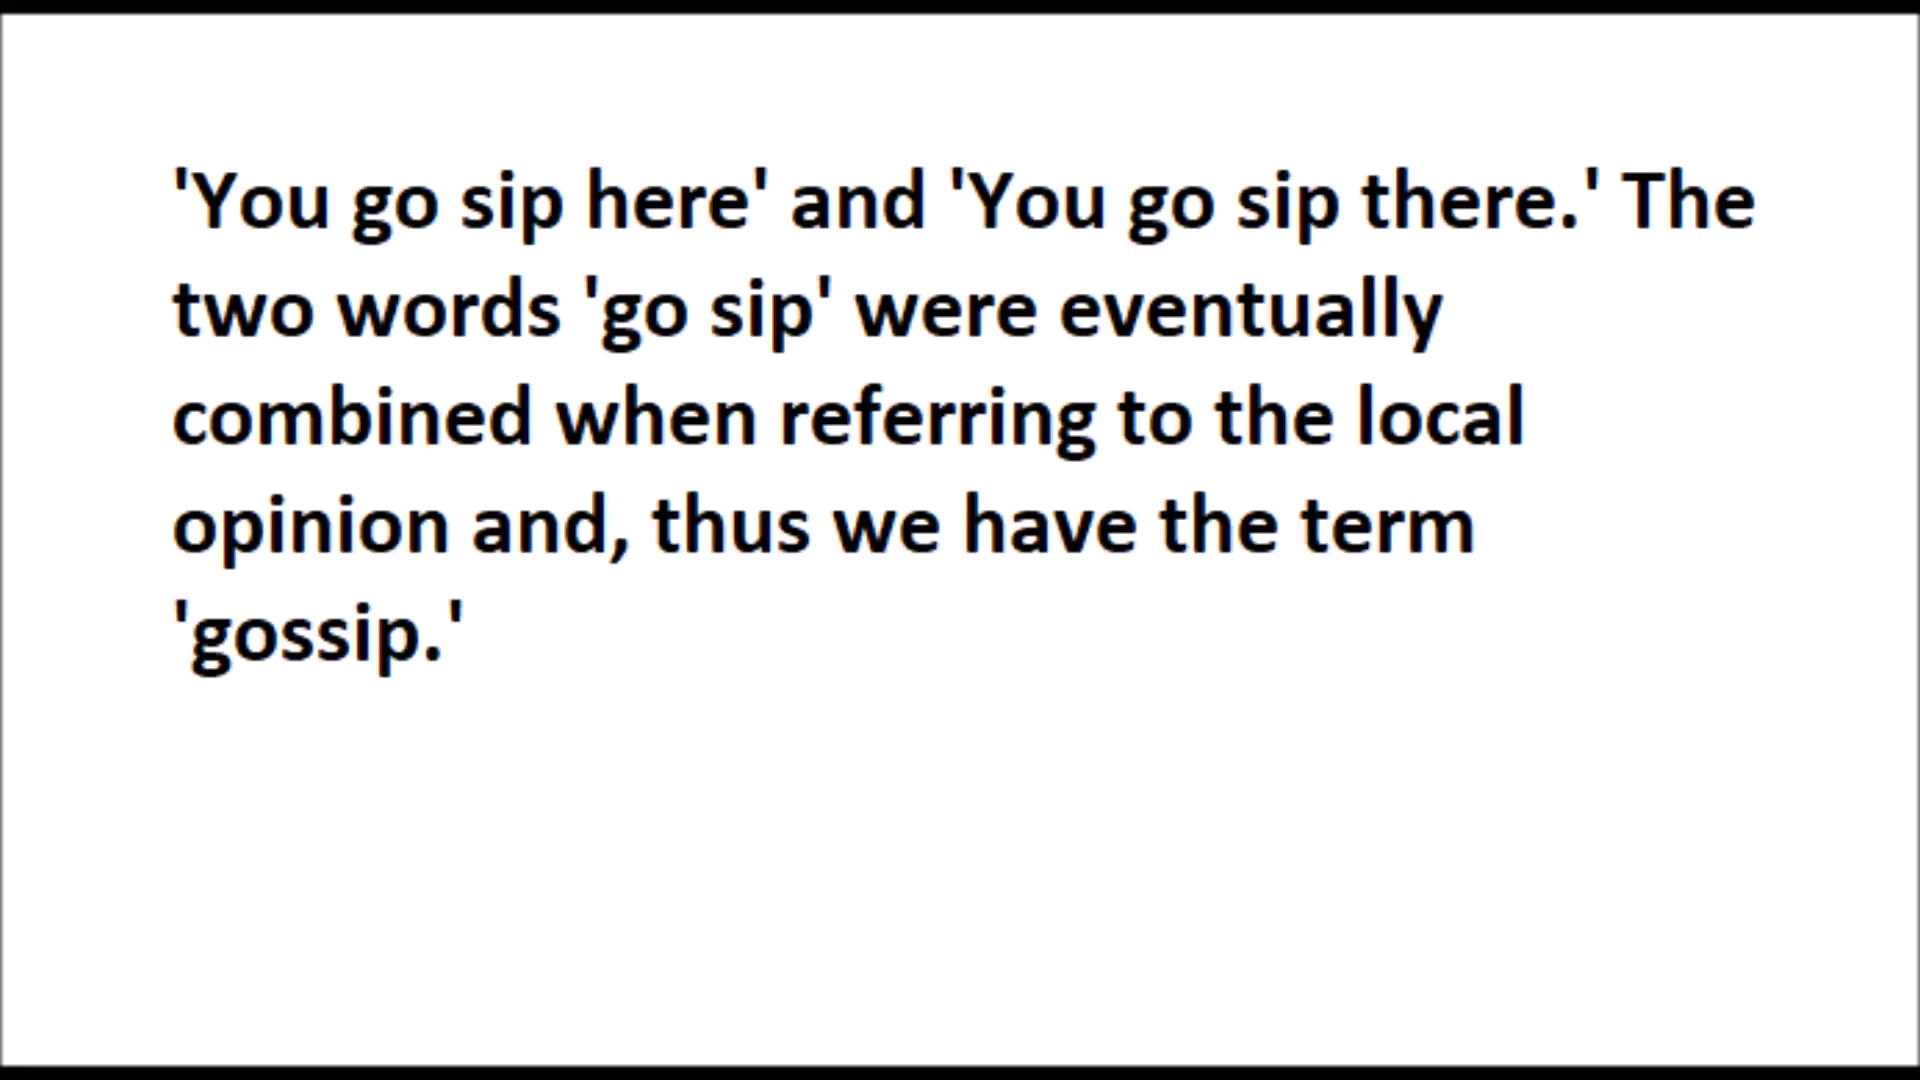 'You go sip here' and 'You go sip there.' The
two words 'go sip' were eventually
combined when referring to the local
opinion and, thus we have the term
'gossip.'